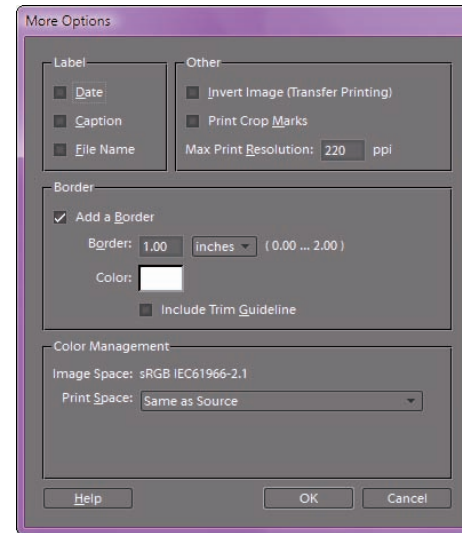 More Options
Label
Date
Caption
File Name
Other
Invert Image (Transfer Printing)
Print Crop Marks
Max Print Resolution: 220 ppi
Border
Add a Border
Border: 1.00 inches ( 0.00 ... 2.00 )
Color:
Include Trim Guideline
Color Management
Image Space: sRGB IEC61966-2.1
Print Space: Same as Source
Help OK Cancel